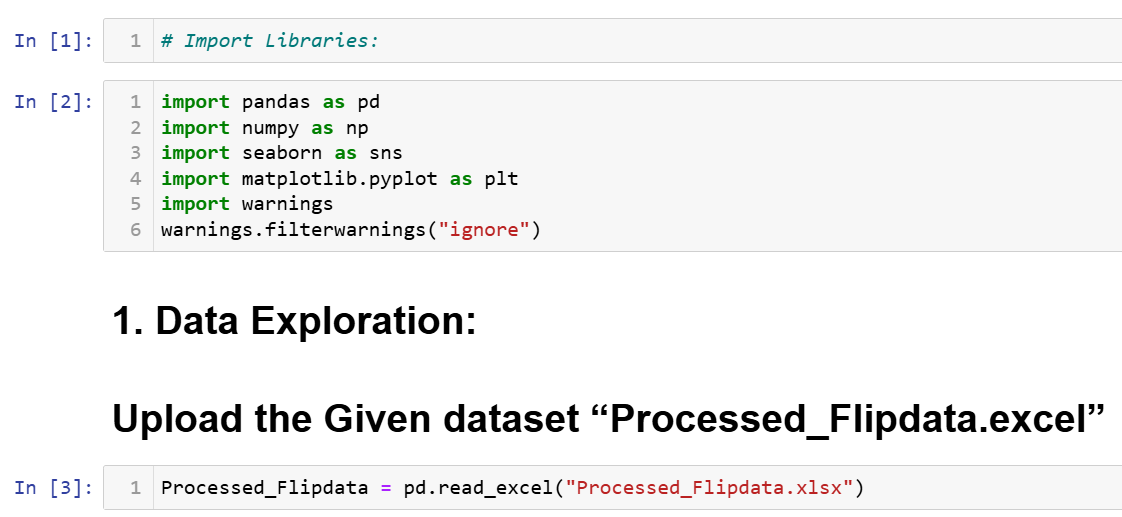 In [1]: 1 # Import Libraries:
In [2]: 1 import pandas as pd
2 import numpy as np
3 import seaborn as sns
4 import matplotlib.pyplot as plt
5 import warnings
6 warnings.filterwarnings("ignore")
1. Data Exploration:
Upload the Given dataset “Processed_Flipdata.excel”
In [3]: 1 Processed_Flipdata = pd.read_excel("Processed_Flipdata.xlsx")